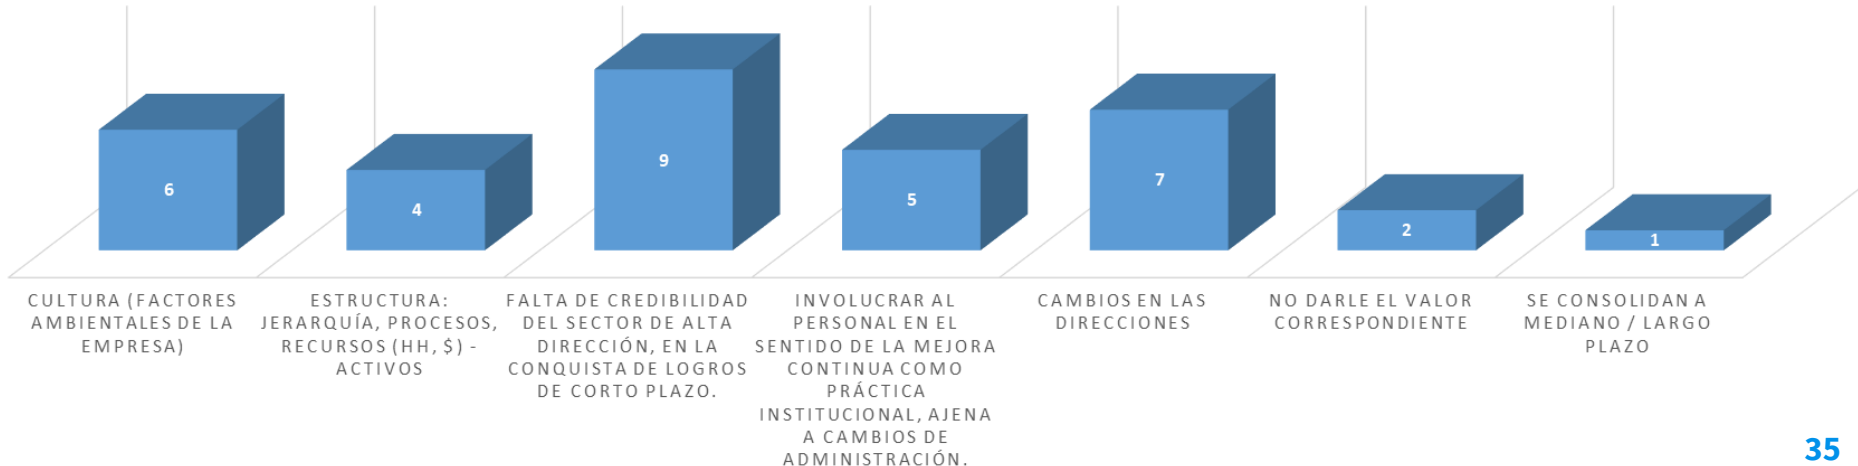 6
4
9
5
7
2
1
CULTURA (FACTORES
AMBIENTALES DE LA
EMPRESA)
ESTRUCTURA:
JERARQUÍA, PROCESOS,
RECURSOS (HH, $) -
ACTIVOS
FALTA DE CREDIBILIDAD
DEL SECTOR DE ALTA
DIRECCIÓN, EN LA
CONQUISTA DE LOGROS
DE CORTO PLAZO.
INVOLUCRAR AL
PERSONAL EN EL
SENTIDO DE LA MEJORA
CONTINUA COMO
PRÁCTICA
INSTITUCIONAL, AJENA
A CAMBIOS DE
ADMINISTRACIÓN.
CAMBIOS EN LAS
DIRECCIONES
NO DARLE EL VALOR
CORRESPONDIENTE
SE CONSOLIDAN A
MEDIANO / LARGO
PLAZO
35